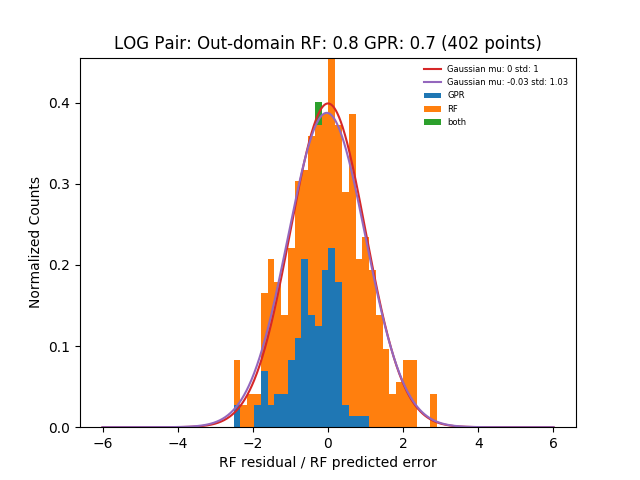 LOG Pair: Out-domain RF: 0.8 GPR: 0.7 (402 points)
Gaussian mu: 0 std: 1
Gaussian mu: -0.03 std: 1.03
GPR
RF
both
Normalized Counts
0.4
0.3
0.2
0.1
0.0
−6
−4
−2
0
2
4
6
RF residual / RF predicted error